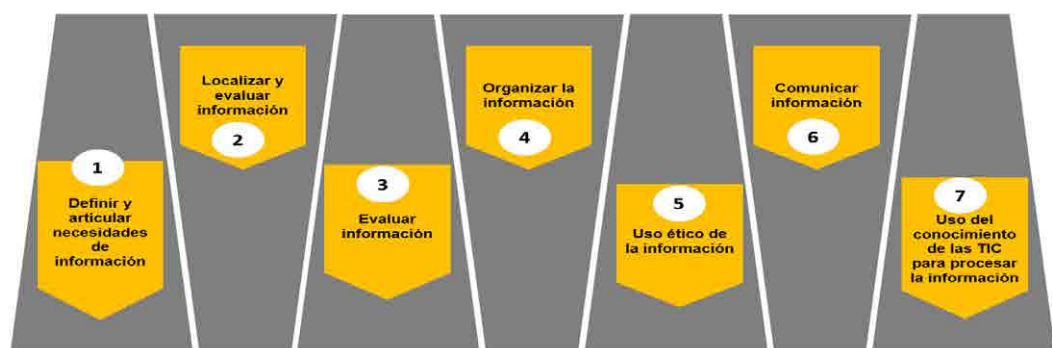 1
Definir y
articular
necesidades
de
información
Localizar y
evaluar
información
2
3
Evaluar
información
Organizar la
información
4
5
Uso ético de
la información
Comunicar
información
6
7
Uso del
conocimiento
de las TIC
para procesar
la información